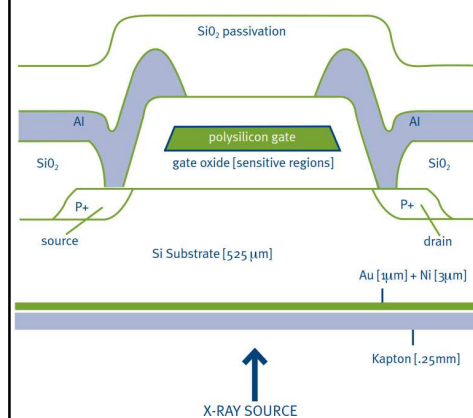 SiO₂ passivation
Al
Al
polysilicon gate
SiO₂
gate oxide [sensitive regions]
SiO₂
P+
P+
source
drain
Si Substrate [525 µm]
Au [1µm] + Ni [3µm]
Kapton [.25mm]
X-RAY SOURCE